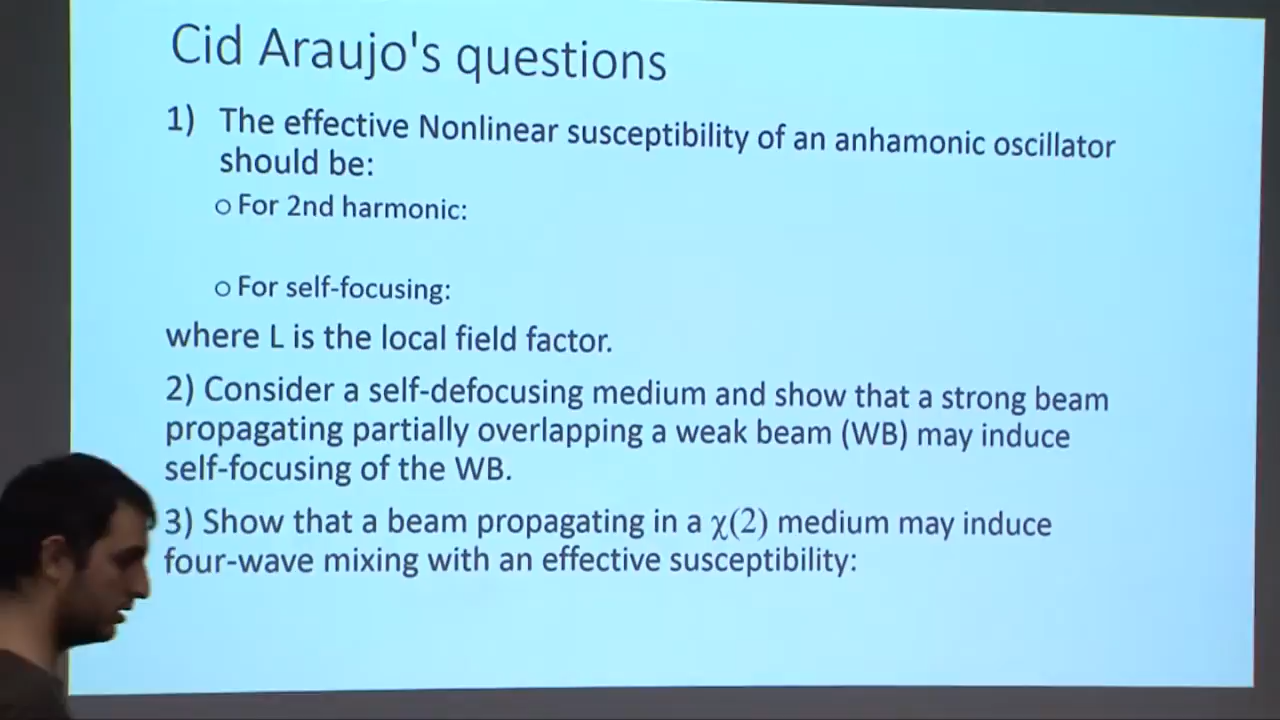 Cid Araujo's questions
1) The effective Nonlinear susceptibility of an anhamonic oscillator
should be:
o For 2nd harmonic:
o For self-focusing:
where L is the local field factor.
2) Consider a self-defocusing medium and show that a strong beam
propagating partially overlapping a weak beam (WB) may induce
self-focusing of the WB.
3) Show that a beam propagating in a χ(2) medium may induce
four-wave mixing with an effective susceptibility: